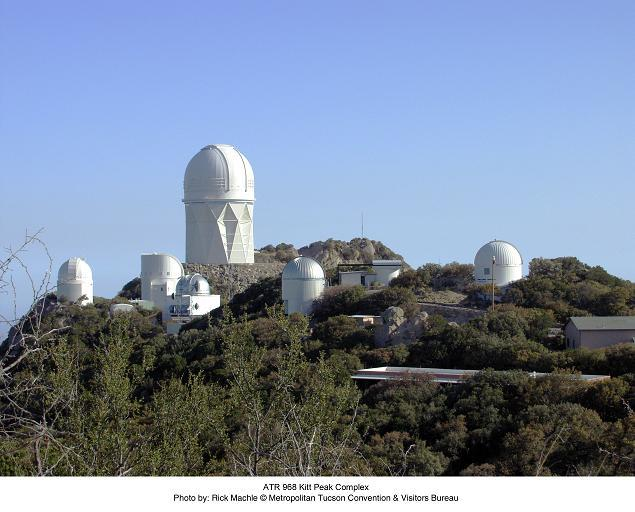 ATR 968 Kitt Peak Complex
Photo by: Rick Machle © Metropolitan Tucson Convention & Visitors Bureau